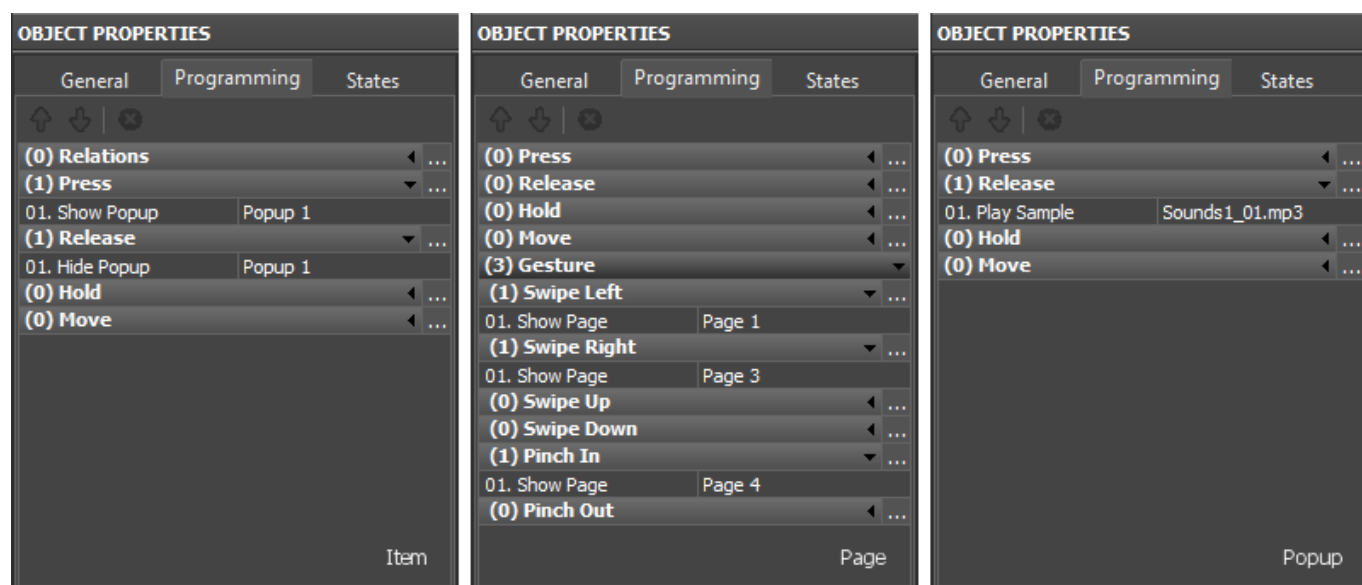 OBJECT PROPERTIES
General Programming States
(0) Relations ...
(1) Press ...
01. Show Popup Popup 1
(1) Release ...
01. Hide Popup Popup 1
(0) Hold ...
(0) Move ...
Item
OBJECT PROPERTIES
General Programming States
(0) Press ...
(0) Release ...
(0) Hold ...
(0) Move ...
(3) Gesture
(1) Swipe Left ...
01. Show Page Page 1
(1) Swipe Right ...
01. Show Page Page 3
(0) Swipe Up ...
(0) Swipe Down ...
(1) Pinch In ...
01. Show Page Page 4
(0) Pinch Out ...
Page
OBJECT PROPERTIES
General Programming States
(0) Press ...
(1) Release ...
01. Play Sample Sounds1_01.mp3
(0) Hold ...
(0) Move ...
Popup